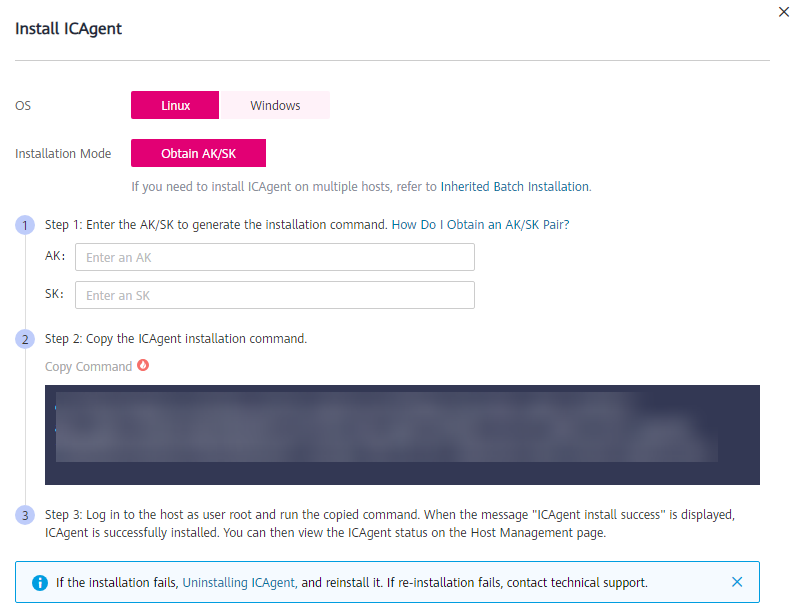 Install ICAgent
OS
Linux
Windows
Installation Mode
Obtain AK/SK
If you need to install ICAgent on multiple hosts, refer to Inherited Batch Installation.
1
Step 1: Enter the AK/SK to generate the installation command. How Do I Obtain an AK/SK Pair?
AK:
Enter an AK
SK:
Enter an SK
2
Step 2: Copy the ICAgent installation command.
Copy Command
3
Step 3: Log in to the host as user root and run the copied command. When the message "ICAgent install success" is displayed,
ICAgent is successfully installed. You can then view the ICAgent status on the Host Management page.
If the installation fails, Uninstalling ICAgent, and reinstall it. If re-installation fails, contact technical support.